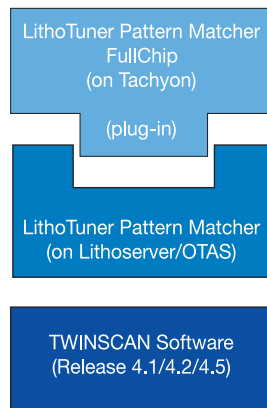 LithoTuner Pattern Matcher
FullChip
(on Tachyon)
(plug-in)
LithoTuner Pattern Matcher
(on Lithoserver/OTAS)
TWINSCAN Software
(Release 4.1/4.2/4.5)